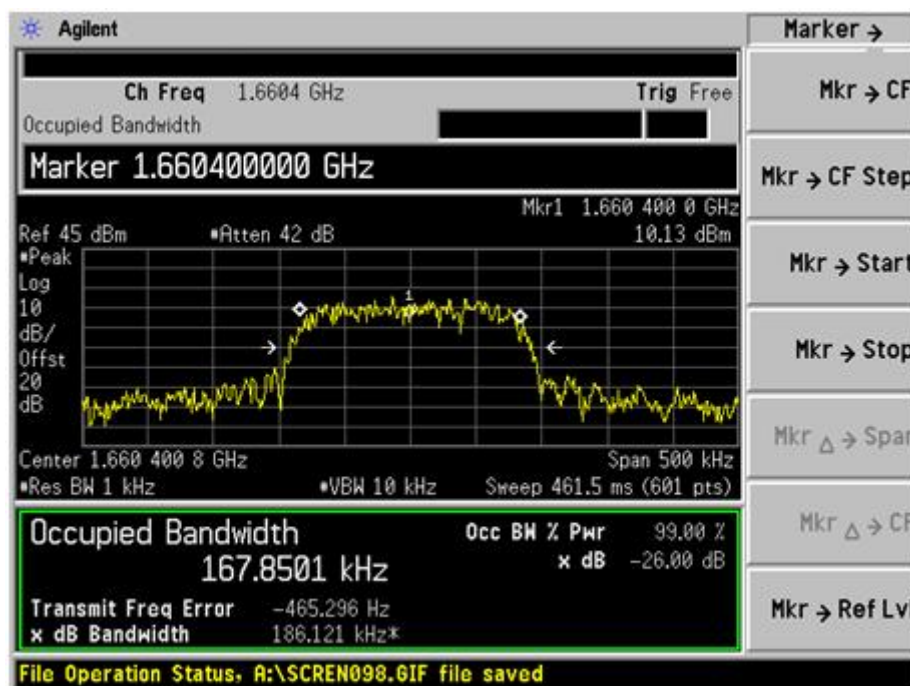 Agilent
Marker →
Ch Freq 1.6604 GHz Trig Free
Occupied Bandwidth
Marker 1.660400000 GHz
Mkr1 1.660 400 0 GHz
Ref 45 dBm *Atten 42 dB 10.13 dBm
*Peak
Log
10
dB/
Offst
20
dB
1
Center 1.660 400 8 GHz Span 500 kHz
*Res BW 1 kHz *VBW 10 kHz Sweep 461.5 ms (601 pts)
Occupied Bandwidth
167.8501 kHz
Occ BW % Pwr 99.00 %
x dB -26.00 dB
Transmit Freq Error -465.296 Hz
x dB Bandwidth 186.121 kHz*
File Operation Status, A:\SCREN098.GIF file saved
Mkr → CF
Mkr → CF Step
Mkr → Start
Mkr → Stop
Mkr Δ → Span
Mkr Δ → CF
Mkr → Ref Lvl